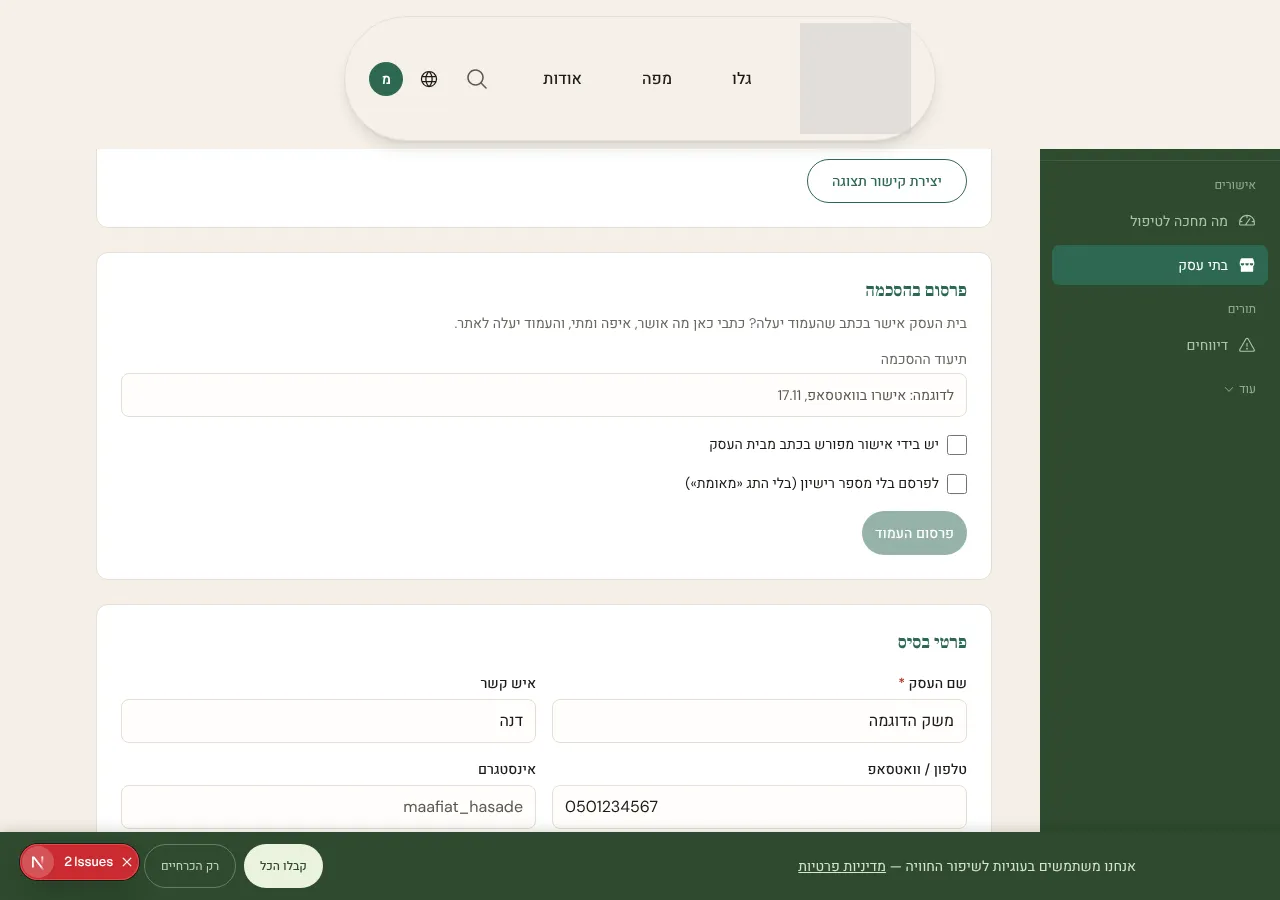 גלו
מפה
אודות
מ
יצירת קישור תצוגה
אישורים
מה מחכה לטיפול
בתי עסק
תורים
דיווחים
עוד
פרסום בהסכמה
בית העסק אישר בכתב שהעמוד יעלה? כתבי כאן מה אושר, איפה ומתי, והעמוד יעלה לאתר.
תיעוד ההסכמה
לדוגמה: אישרו בוואטסאפ, 17.11
יש בידי אישור מפורש בכתב מבית העסק
לפרסם בלי מספר רישיון (בלי התג «מאומת»)
פרסום העמוד
פרטי בסיס
שם העסק *
משק הדוגמה
איש קשר
דנה
טלפון / וואטסאפ
0501234567
אינסטגרם
maafiat_hasade
אנחנו משתמשים בעוגיות לשיפור החוויה — מדיניות פרטיות
קבלו הכל
רק הכרחיים
N 2 Issues